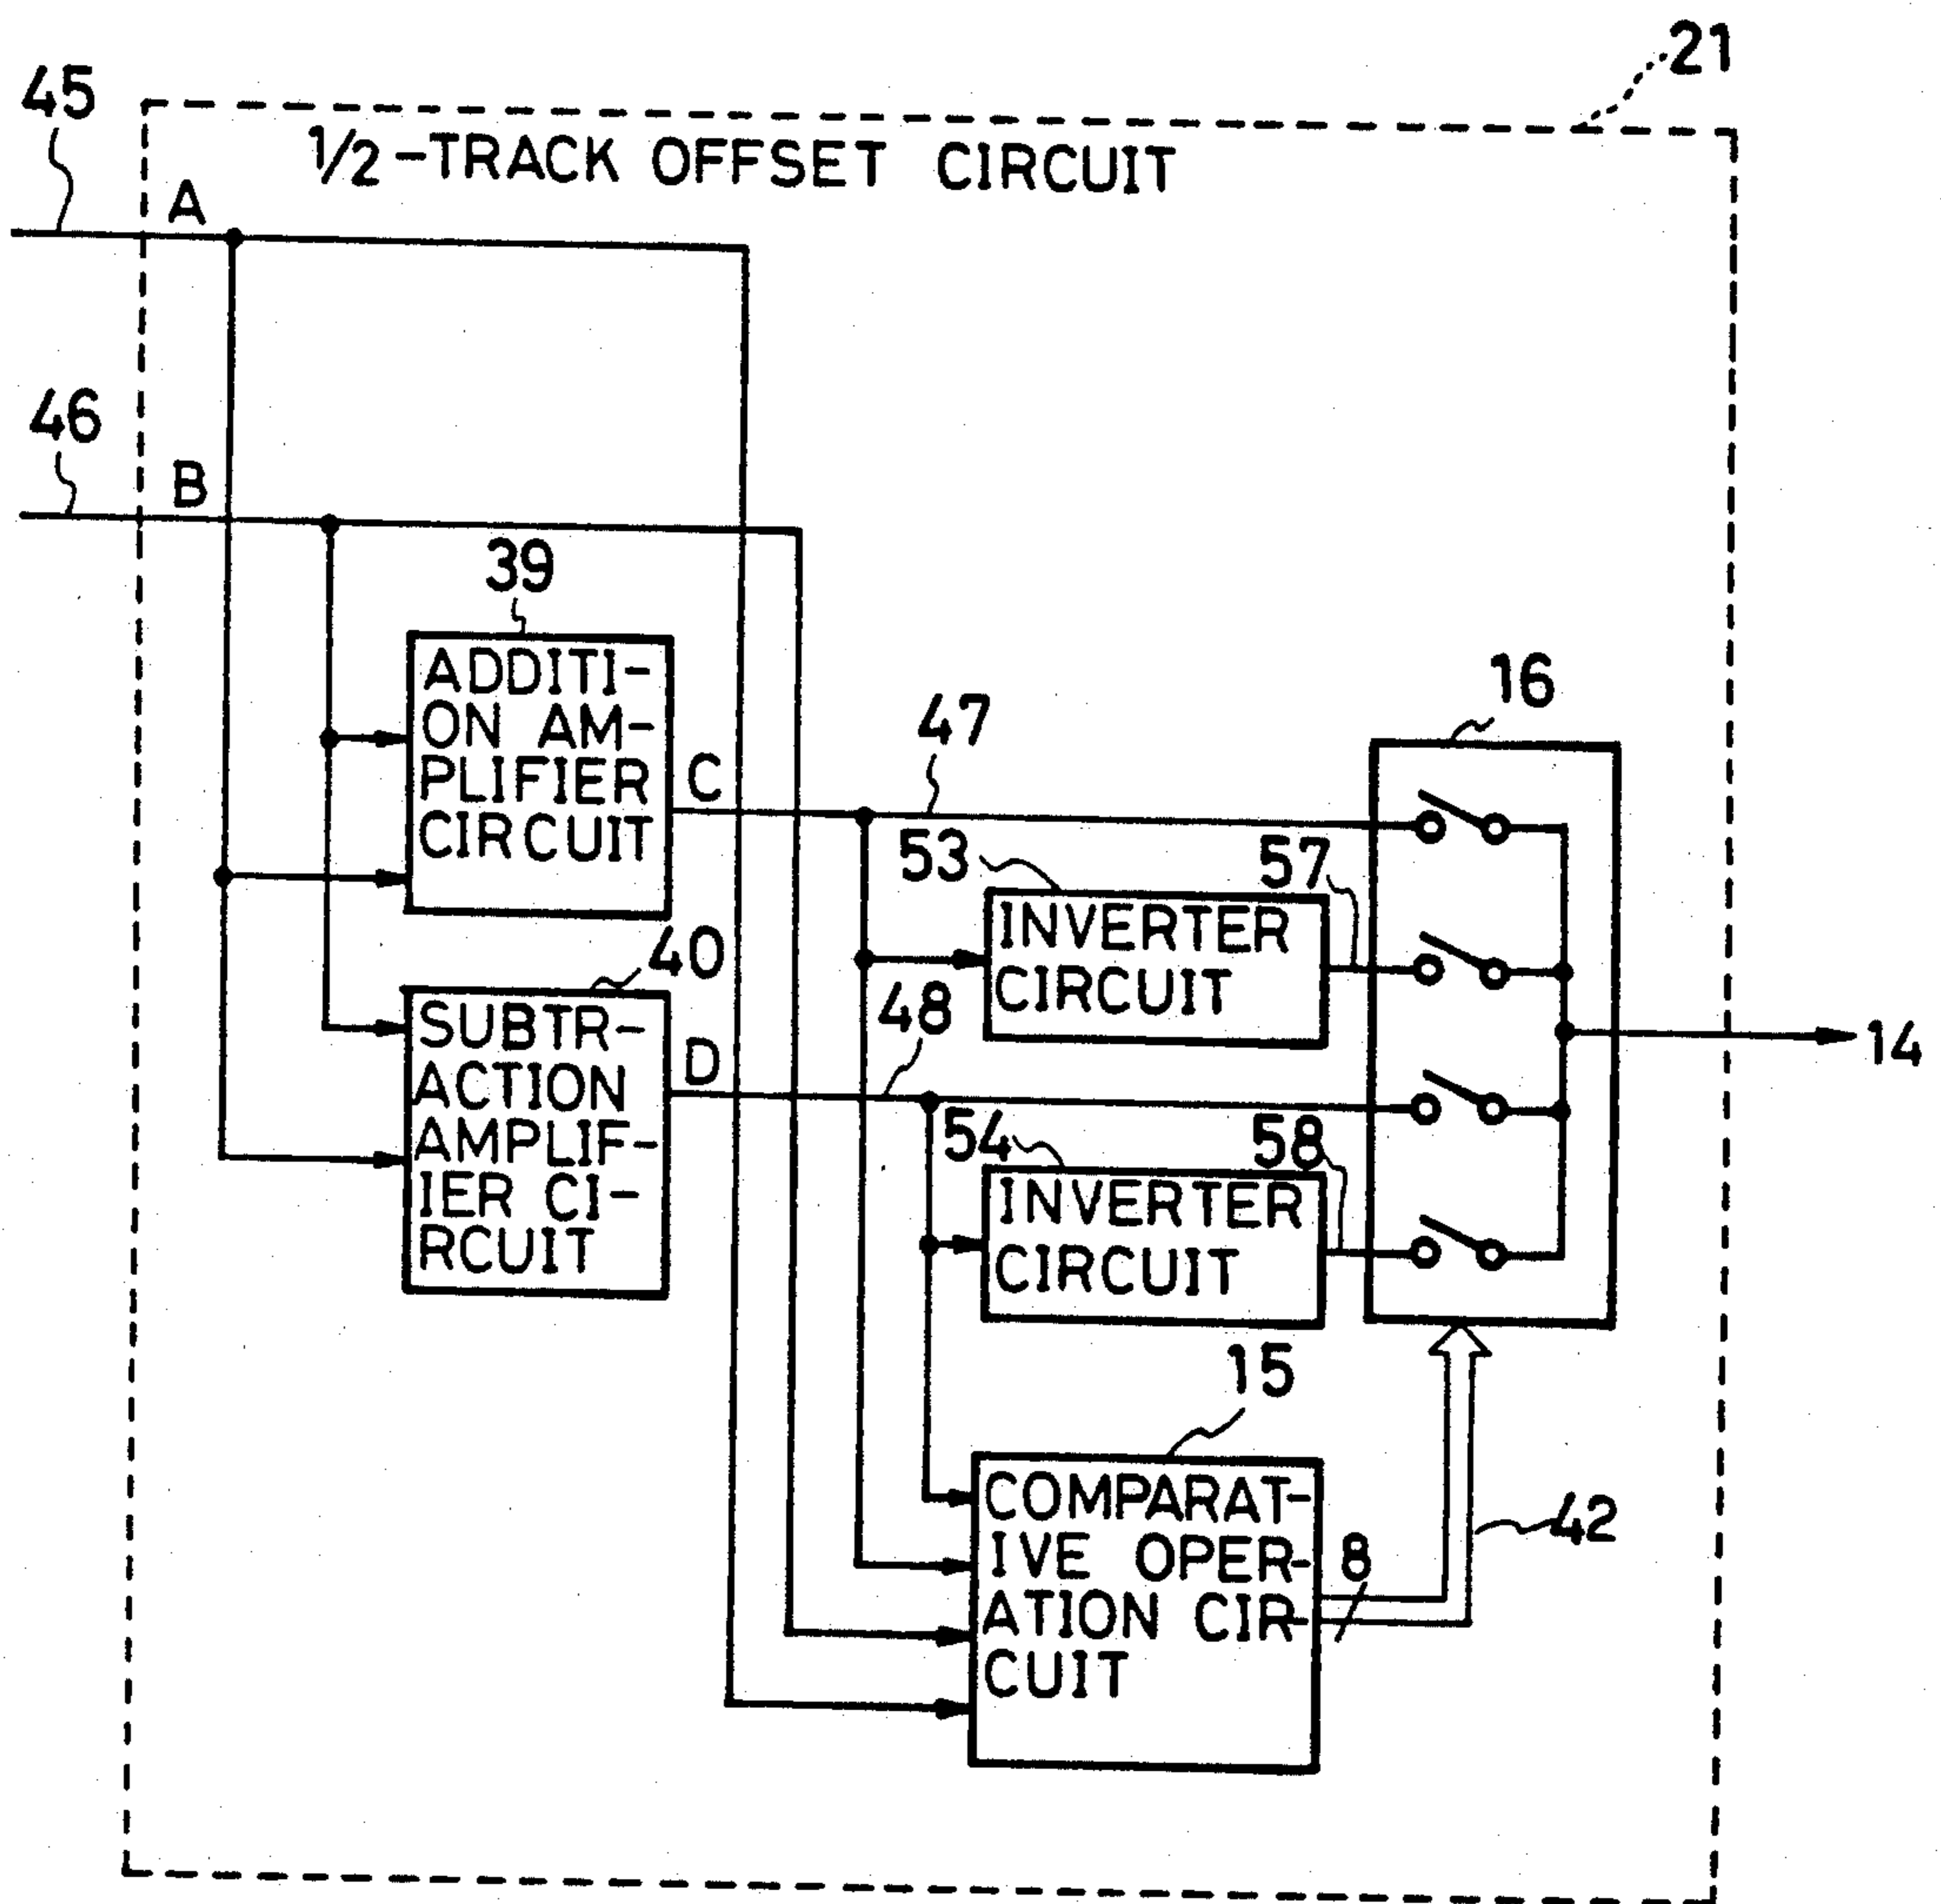 21
45
1/2-TRACK OFFSET CIRCUIT
A
46
B
39
ADDITI-
ON AM-
PLIFIER
CIRCUIT
C
47
16
53
57
INVERTER
CIRCUIT
40
SUBTR-
ACTION
AMPLIF-
IER CI-
RCUIT
D
48
14
54
58
INVERTER
CIRCUIT
15
COMPARAT-
IVE OPER-
ATION CIR-
CUIT
8
42